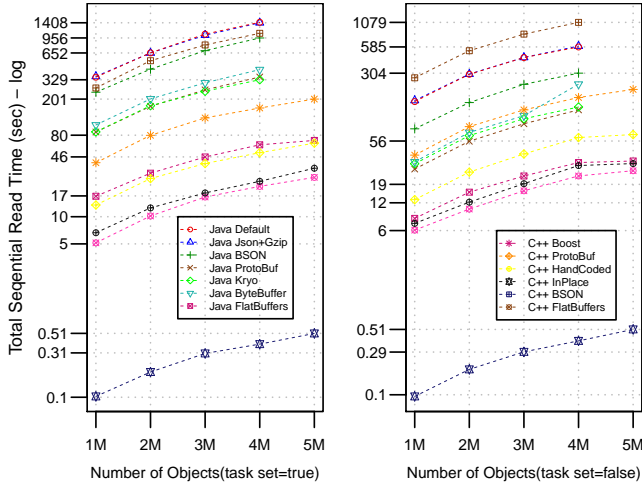 Total Seqential Read Time (sec) − log
1408
956
652
329
201
80
46
17
10
5
0.51
0.31
0.1
1M
2M
3M
4M
5M
Number of Objects(task set=true)
Java Default
Java Json+Gzip
Java BSON
Java ProtoBuf
Java Kryo
Java ByteBuffer
Java FlatBuffers
1079
585
304
56
19
12
6
0.51
0.29
0.1
1M
2M
3M
4M
5M
Number of Objects(task set=false)
C++ Boost
C++ ProtoBuf
C++ HandCoded
C++ InPlace
C++ BSON
C++ FlatBuffers